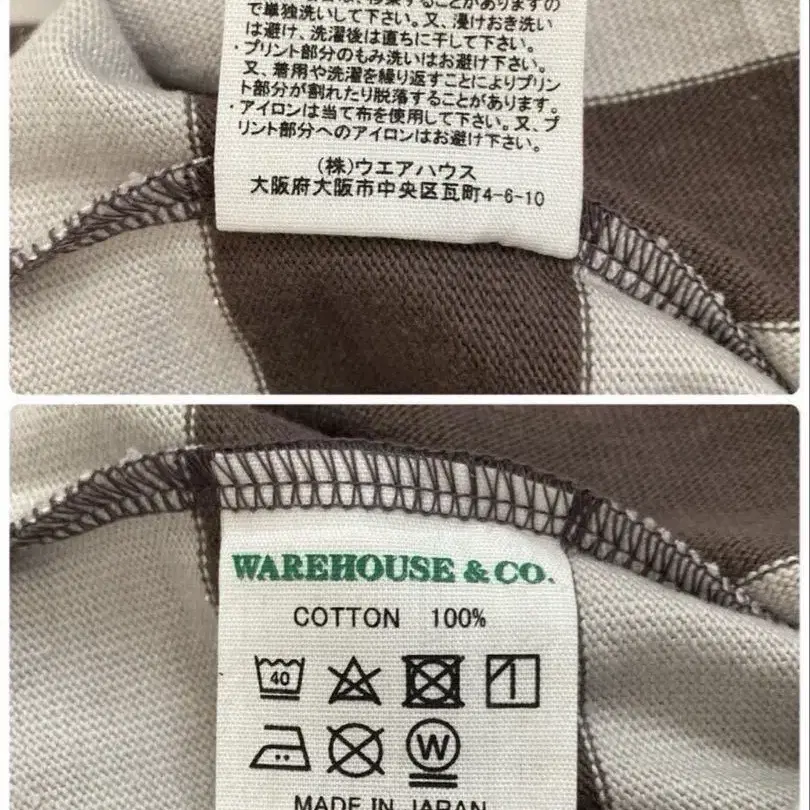 で単独洗いして下さい。又、浸けおき洗い
は避け、洗濯後は直ちに干して下さい。
・プリント部分のもみ洗いはお避け下さい。
又、着用や洗濯を繰り返すことによりプリン
ト部分が割れたり脱落することがあります。
・アイロンは当て布を使用して下さい。又、プ
リント部分へのアイロンはお避け下さい。
(株)ウエアハウス
大阪府大阪市中央区瓦町4-6-10
WAREHOUSE & CO.
COTTON 100%
40
W
MADE IN JAPAN